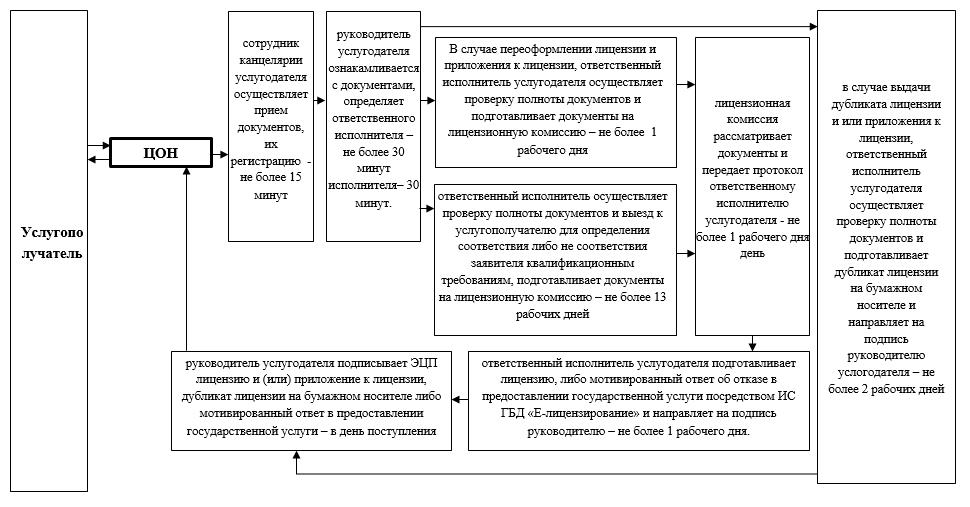 Услугопо
лучатель
ЦОН
сотрудник
канцелярии
услугодателя
осуществляет
прием
документов,
их
регистрацию -
не более 15
минут
руководитель
услугодателя
ознакамливается
с документами,
определяет
ответственного
исполнителя –
не более 30
минут
исполнителя– 30
минут.
В случае переоформлении лицензии и
приложения к лицензии, ответственный
исполнитель услугодателя осуществляет
проверку полноты документов и
подготавливает документы на
лицензионную комиссию – не более 1
рабочего дня
ответственный исполнитель осуществляет
проверку полноты документов и выезд к
услугополучателю для определения
соответствия либо не соответствия
заявителя квалификационным
требованиям, подготавливает документы
на лицензионную комиссию – не более 13
рабочих дней
лицензионная
комиссия
рассматривает
документы и
передает протокол
ответственному
исполнителю
услугодателя - не
более 1 рабочего дня
день
в случае выдачи
дубликата лицензии
и или приложения к
лицензии,
ответственный
исполнитель
услугодателя
осуществляет
проверку полноты
документов и
подготавливает
дубликат лицензии
на бумажном
носителе и
направляет на
подпись
руководителю
услогодателя – не
более 2 рабочих дней
руководитель услугодателя подписывает ЭЦП
лицензию и (или) приложение к лицензии,
дубликат лицензии на бумажном носителе либо
мотивированный ответ в предоставлении
государственной услуги – в день поступления
ответственный исполнитель услугодателя подготавливает
лицензию, либо мотивированный ответ об отказе в
предоставлении государственной услуги посредством ИС
ГБД «Е-лицензирование» и направляет на подпись
руководителю – не более 1 рабочего дня.